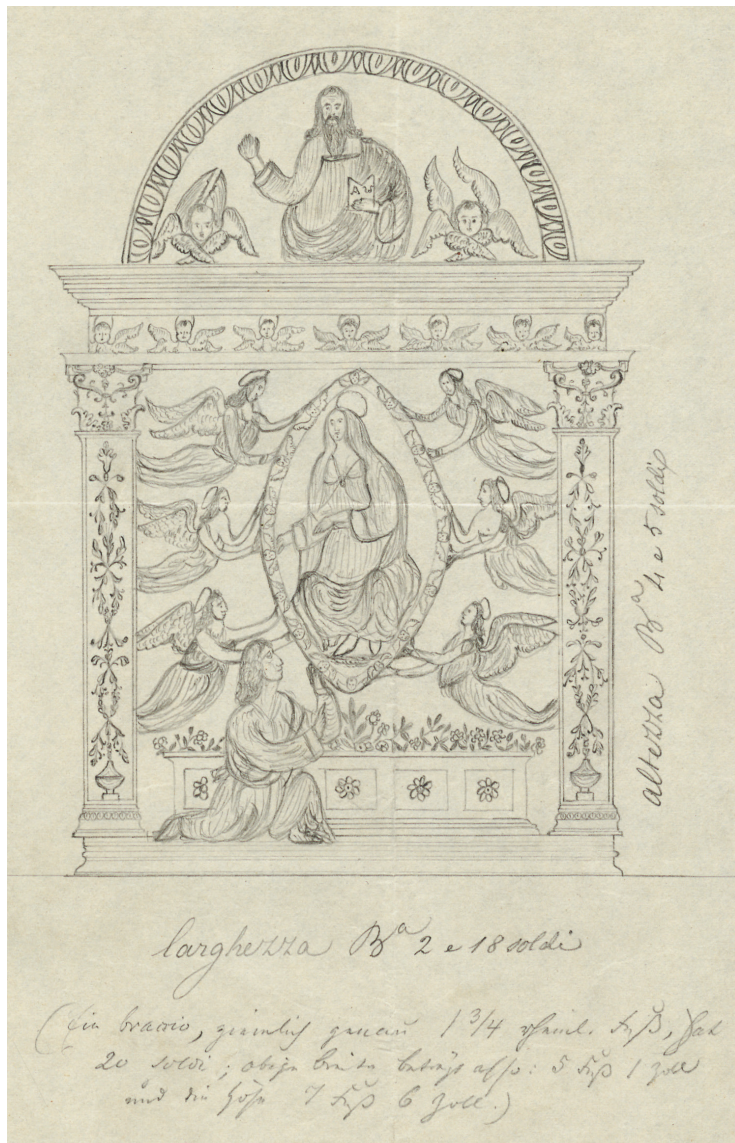 A ω
altezza Bᵃ 4 e 5 soldi
larghezza Bᵃ 2 e 18 soldi
(Ein braccio, ziemlich genau 1 3/4 rheinl. Fuß, hat
20 soldi; obige Breite beträgt also: 5 Fuß 1 Zoll
und die Höhe 7 Fuß 6 Zoll.)